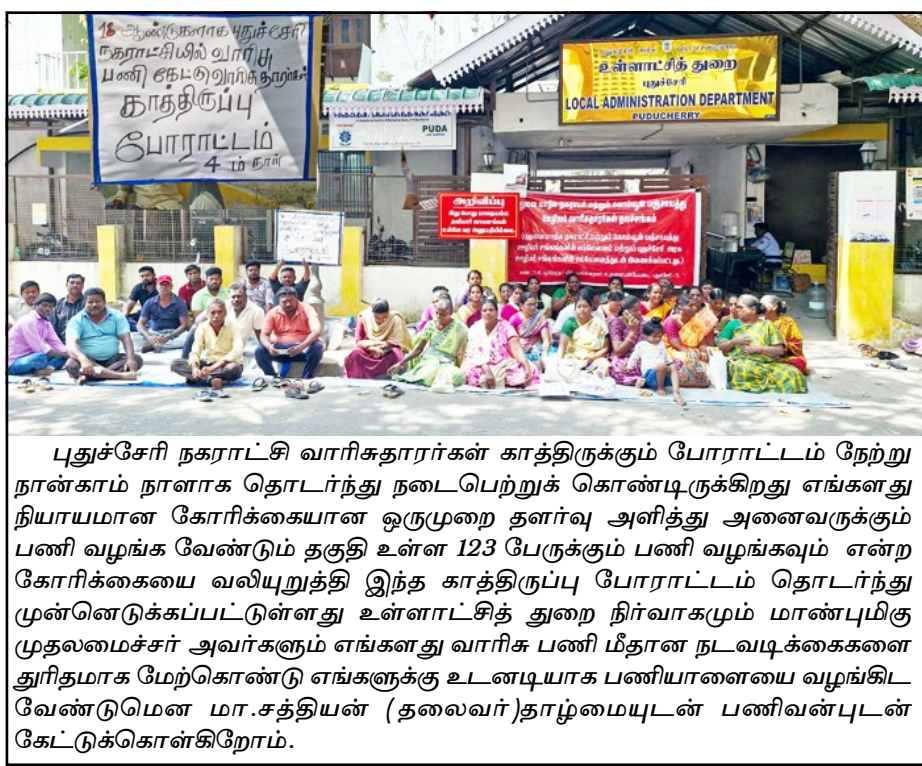 18 ஆண்டுகளாக புதுச்சேரி
நகராட்சியில் வாரிசு
பணி கேட்டு வாரிசுதாரர்கள்
காத்திருப்பு
போராட்டம்
4 ம் நாள்
உள்ளாட்சித் துறை
புதுச்சேரி
LOCAL ADMINISTRATION DEPARTMENT
PUDUCHERRY
PUDA
அறிவிப்பு
புதுச்சேரி நகராட்சி வாரிசுதாரர்கள் காத்திருக்கும் போராட்டம் நேற்று
நான்காம் நாளாக தொடர்ந்து நடைபெற்றுக் கொண்டிருக்கிறது எங்களது
நியாயமான கோரிக்கையான ஒருமுறை தளர்வு அளித்து அனைவருக்கும்
பணி வழங்க வேண்டும் தகுதி உள்ள 123 பேருக்கும் பணி வழங்கவும் என்ற
கோரிக்கையை வலியுறுத்தி இந்த காத்திருப்பு போராட்டம் தொடர்ந்து
முன்னெடுக்கப்பட்டுள்ளது உள்ளாட்சித் துறை நிர்வாகமும் மாண்புமிகு
முதலமைச்சர் அவர்களும் எங்களது வாரிசு பணி மீதான நடவடிக்கைகளை
துரிதமாக மேற்கொண்டு எங்களுக்கு உடனடியாக பணியாளையை வழங்கிட
வேண்டுமென மா.சத்தியன் (தலைவர்)தாழ்மையுடன் பணிவன்புடன்
கேட்டுக்கொள்கிறோம்.